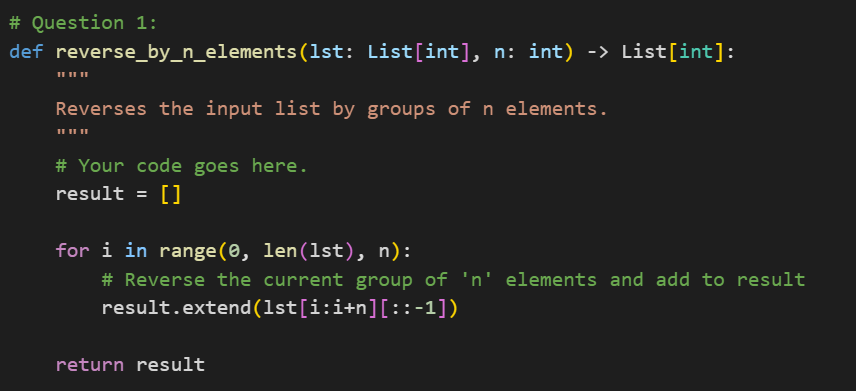 # Question 1:
def reverse_by_n_elements(lst: List[int], n: int) -> List[int]:
    """
    Reverses the input list by groups of n elements.
    """
    # Your code goes here.
    result = []

    for i in range(0, len(lst), n):
        # Reverse the current group of 'n' elements and add to result
        result.extend(lst[i:i+n][::-1])

    return result